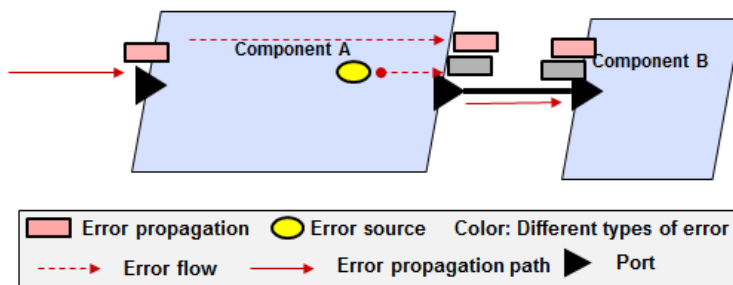 Component A
Component B
Error propagation Error source Color: Different types of error
Error flow Error propagation path Port